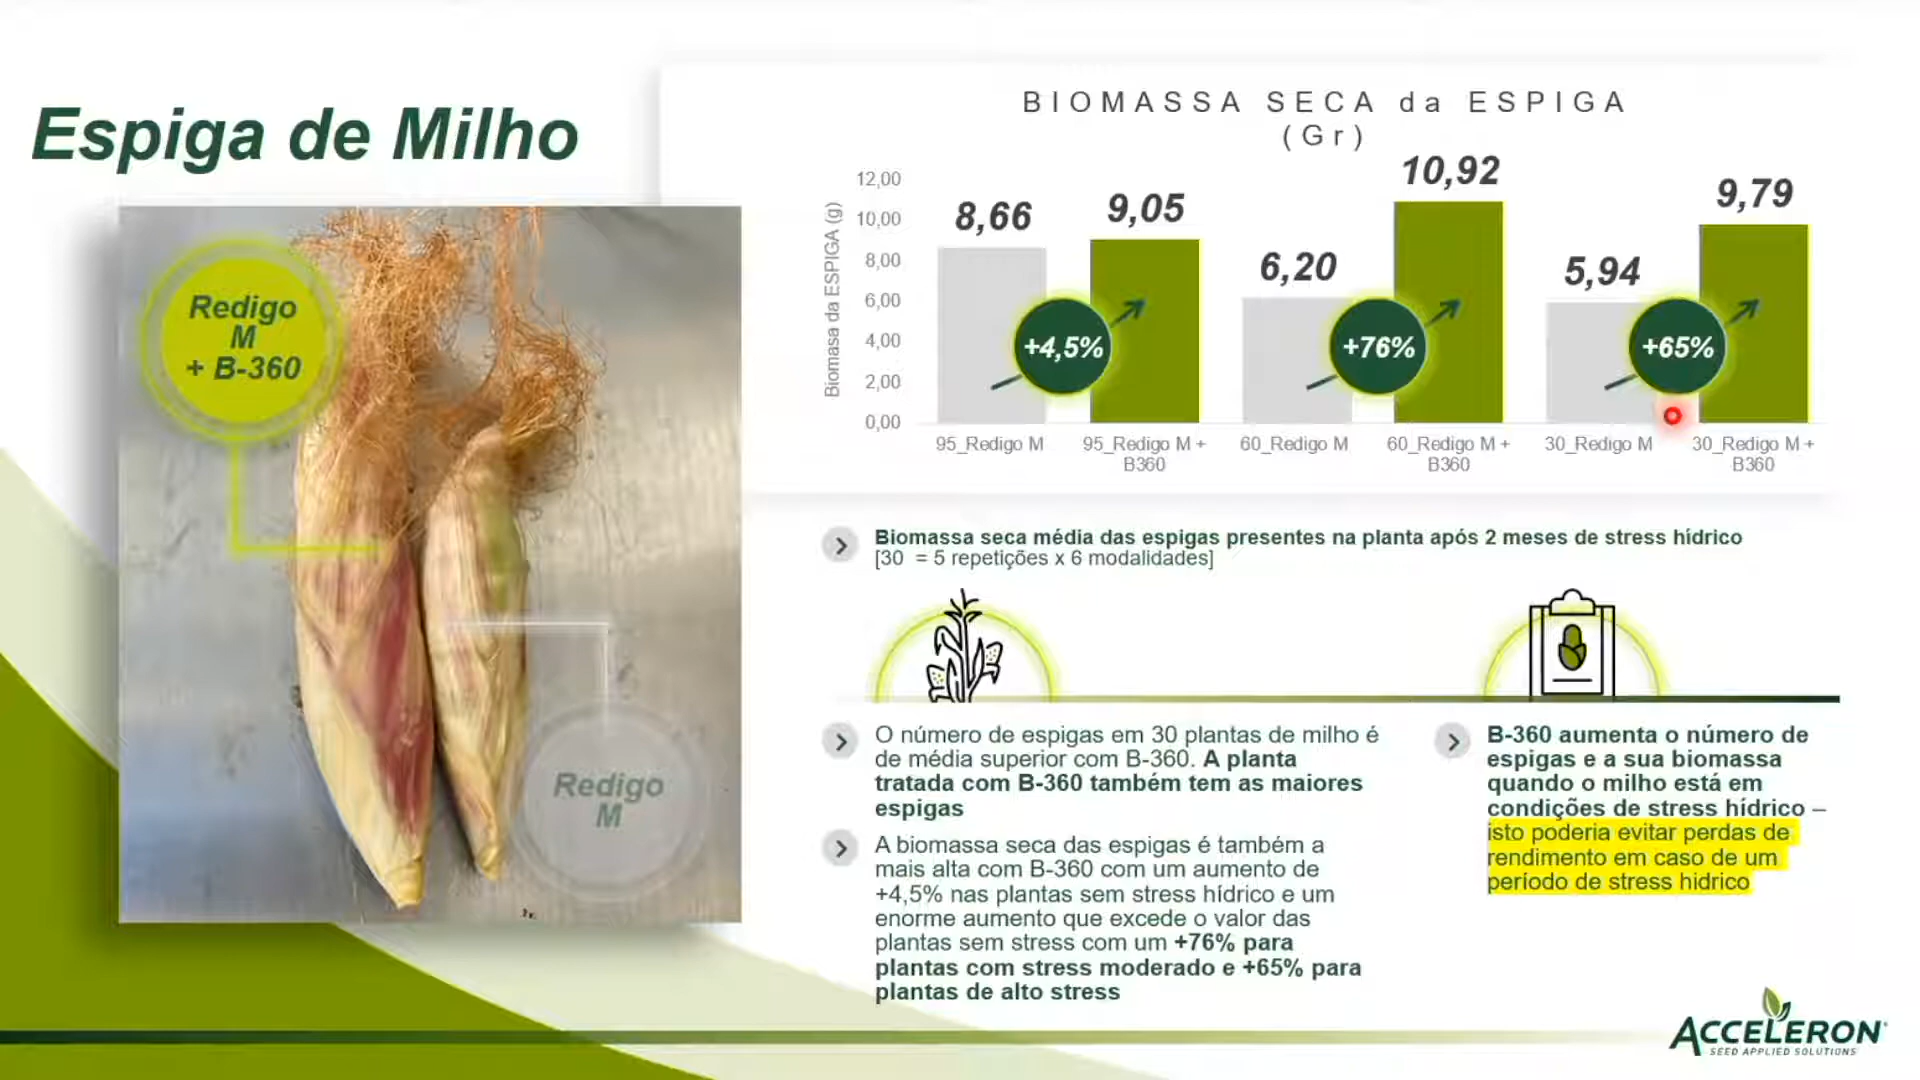 Espiga de Milho
Redigo
M
+ B-360
Redigo
M
BIOMASSA SECA da ESPIGA
(Gr)
Biomasa da ESPIGA (g)
12,00
10,00
8,00
6,00
4,00
2,00
0,00
8,66
9,05
6,20
10,92
5,94
9,79
+4,5%
+76%
+65%
95_Redigo M
95_Redigo M +
B360
60_Redigo M
60_Redigo M +
B360
30_Redigo M
30_Redigo M +
B360
Biomassa seca média das espigas presentes na planta após 2 meses de stress hídrico
[30 = 5 repetições x 6 modalidades]
O número de espigas em 30 plantas de milho é
de média superior com B-360. A planta
tratada com B-360 também tem as maiores
espigas
A biomassa seca das espigas é também a
mais alta com B-360 com um aumento de
+4,5% nas plantas sem stress hídrico e um
enorme aumento que excede o valor das
plantas sem stress com um +76% para
plantas com stress moderado e +65% para
plantas de alto stress
B-360 aumenta o número de
espigas e a sua biomassa
quando o milho está em
condições de stress hídrico –
isto poderia evitar perdas de
rendimento em caso de um
período de stress hidrico
ACCELERON
SEED APPLIED SOLUTIONS